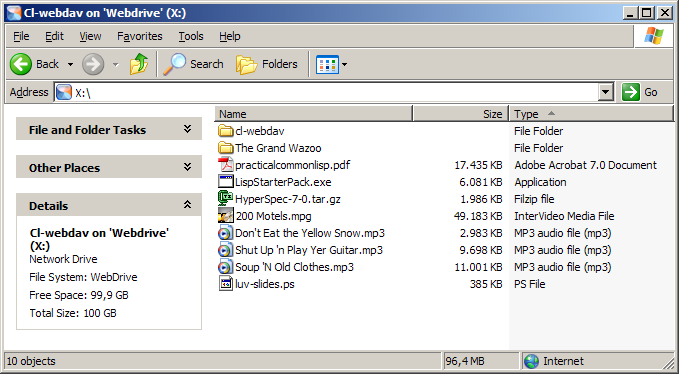 Cl-webdav on 'Webdrive' (X:)
File Edit View Favorites Tools Help
Back Search Folders
Address X:\ Go
File and Folder Tasks
Other Places
Details
Cl-webdav on 'Webdrive'
(X:)
Network Drive
File System: WebDrive
Free Space: 99,9 GB
Total Size: 100 GB
Name Size Type
cl-webdav File Folder
The Grand Wazoo File Folder
practicalcommonlisp.pdf 17.435 KB Adobe Acrobat 7.0 Document
LispStarterPack.exe 6.081 KB Application
HyperSpec-7-0.tar.gz 1.986 KB Filzip file
200 Motels.mpg 49.183 KB InterVideo Media File
Don't Eat the Yellow Snow.mp3 2.983 KB MP3 audio file (mp3)
Shut Up 'n Play Yer Guitar.mp3 9.698 KB MP3 audio file (mp3)
Soup 'N Old Clothes.mp3 11.001 KB MP3 audio file (mp3)
luv-slides.ps 385 KB PS File
10 objects 96,4 MB Internet